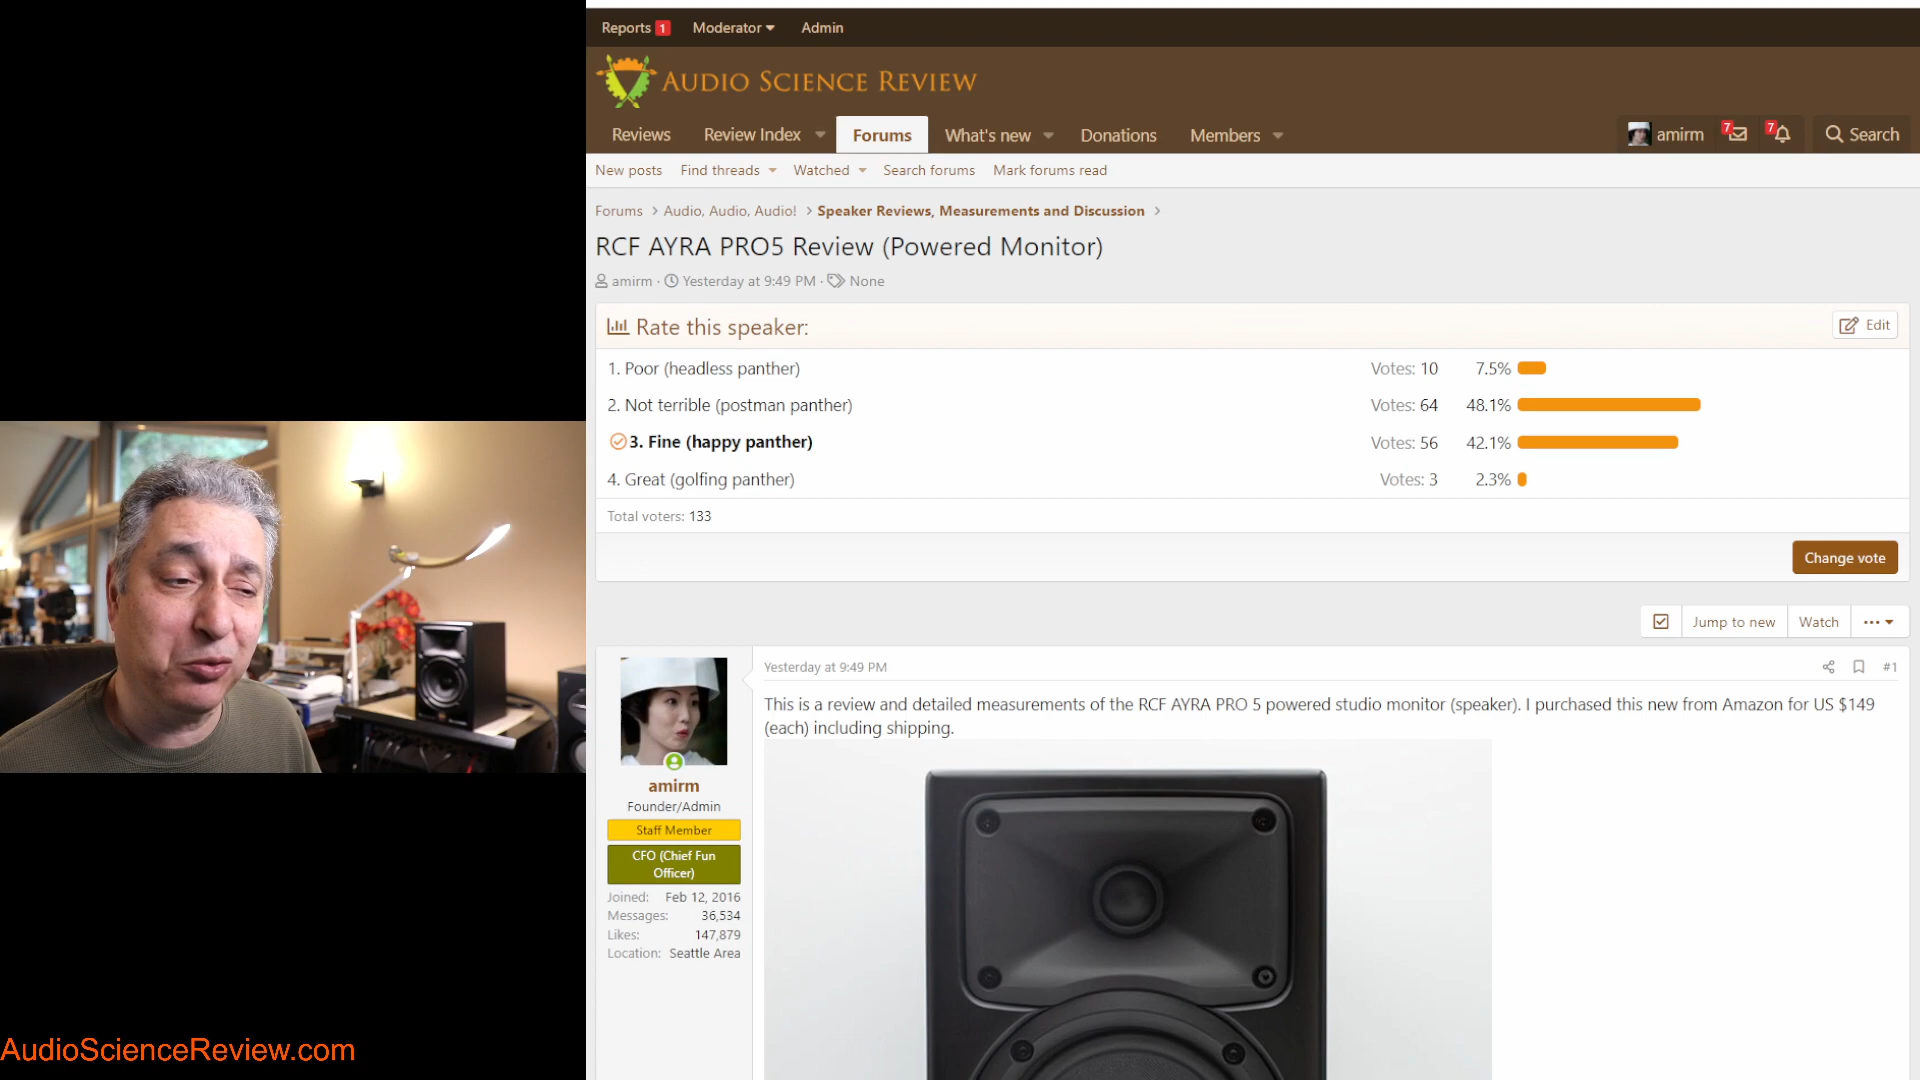 Reports 1 Moderator Admin
AUDIO SCIENCE REVIEW
Reviews Review Index Forums What's new Donations Members amirm 7 7 Search
New posts Find threads Watched Search forums Mark forums read
Forums Audio, Audio, Audio! Speaker Reviews, Measurements and Discussion
RCF AYRA PRO5 Review (Powered Monitor)
amirm · Yesterday at 9:49 PM · None
Rate this speaker: Edit
1. Poor (headless panther) Votes: 10 7.5%
2. Not terrible (postman panther) Votes: 64 48.1%
3. Fine (happy panther) Votes: 56 42.1%
4. Great (golfing panther) Votes: 3 2.3%
Total voters: 133
Change vote
Jump to new Watch
Yesterday at 9:49 PM #1
This is a review and detailed measurements of the RCF AYRA PRO 5 powered studio monitor (speaker). I purchased this new from Amazon for US $149
(each) including shipping.
amirm
Founder/Admin
Staff Member
CFO (Chief Fun
Officer)
Joined: Feb 12, 2016
Messages: 36,534
Likes: 147,879
Location: Seattle Area
AudioScienceReview.com